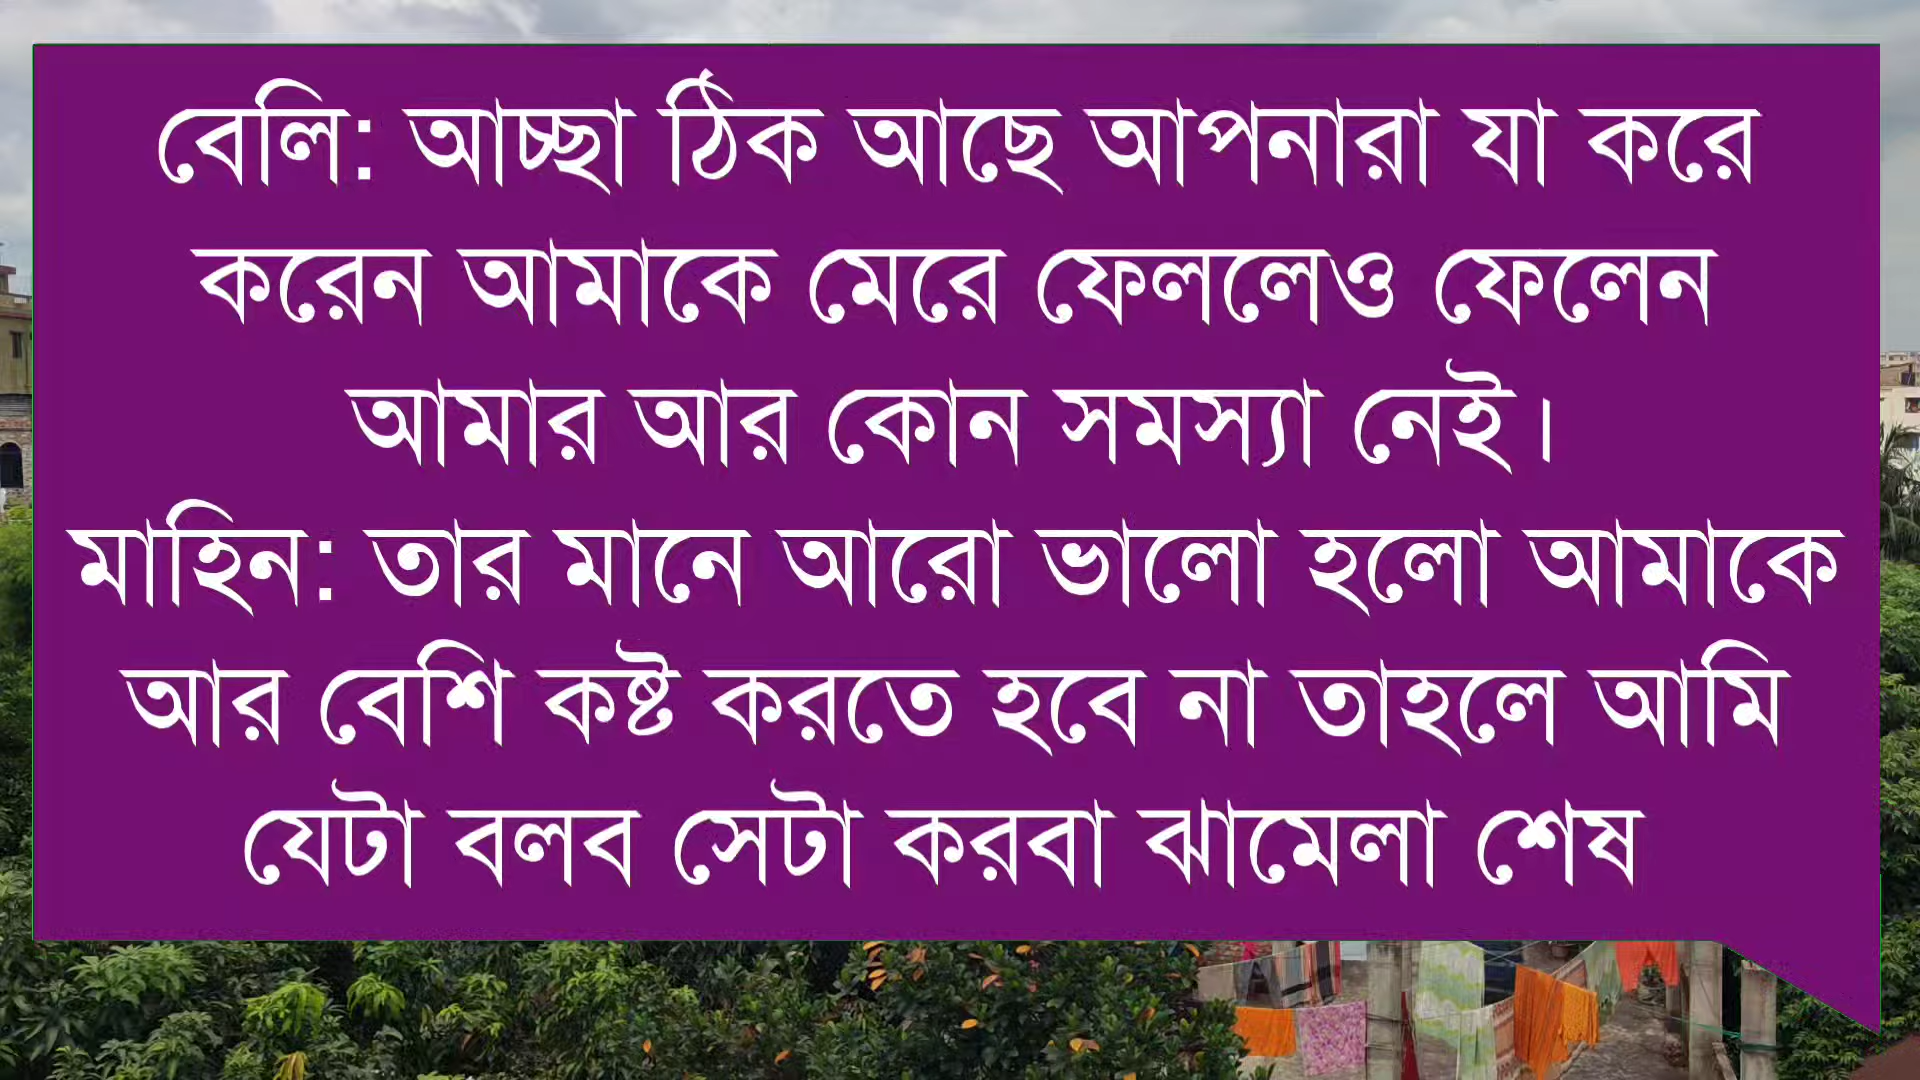 বেলি: আচ্ছা ঠিক আছে আপনারা যা করে
করেন আমাকে মেরে ফেললেও ফেলেন
আমার আর কোন সমস্যা নেই।
মাহিন: তার মানে আরো ভালো হলো আমাকে
আর বেশি কষ্ট করতে হবে না তাহলে আমি
যেটা বলব সেটা করবা ঝামেলা শেষ